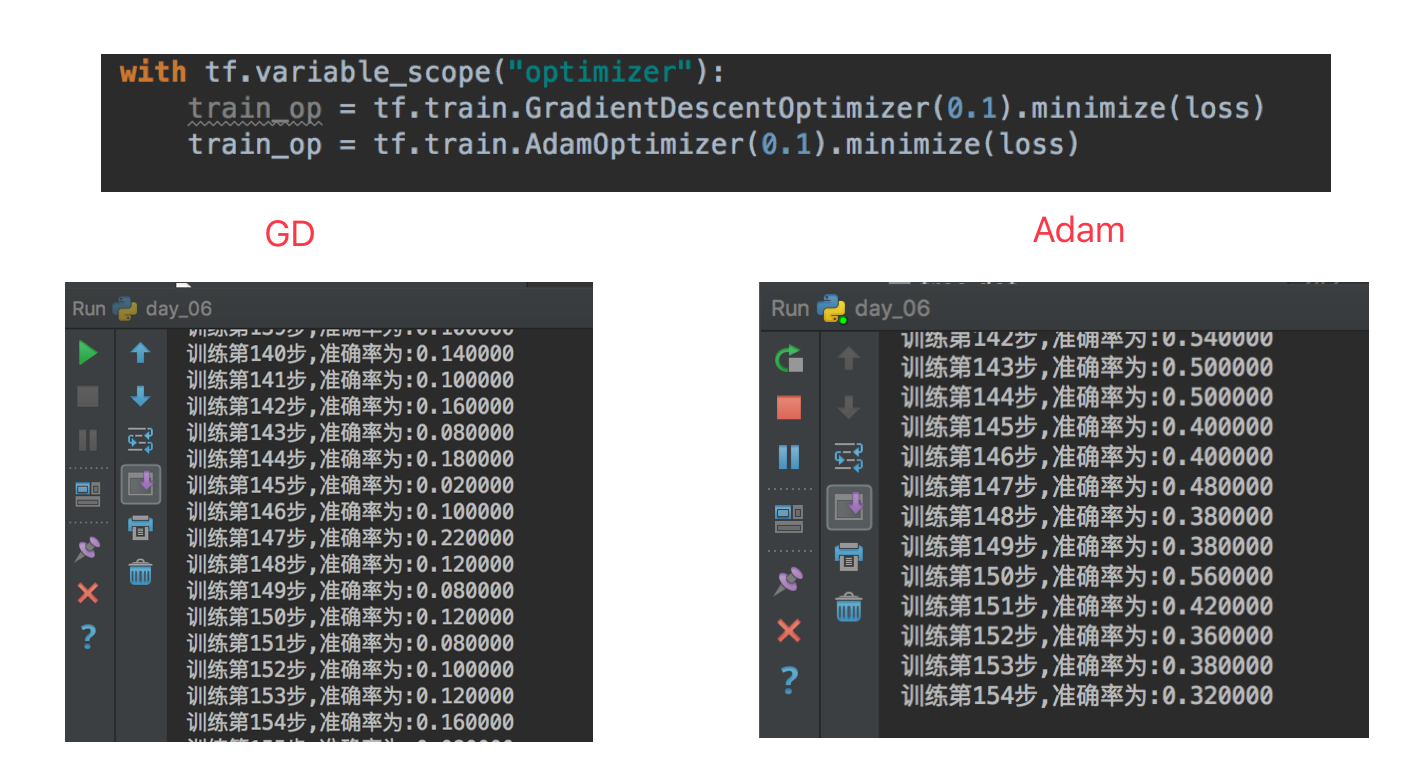 with tf.variable_scope("optimizer"):
train_op = tf.train.GradientDescentOptimizer(0.1).minimize(loss)
train_op = tf.train.AdamOptimizer(0.1).minimize(loss)
GD
Adam
Run day_06
训练第140步,准确率为:0.140000
训练第141步,准确率为:0.100000
训练第142步,准确率为:0.160000
训练第143步,准确率为:0.080000
训练第144步,准确率为:0.180000
训练第145步,准确率为:0.020000
训练第146步,准确率为:0.100000
训练第147步,准确率为:0.220000
训练第148步,准确率为:0.120000
训练第149步,准确率为:0.080000
训练第150步,准确率为:0.120000
训练第151步,准确率为:0.080000
训练第152步,准确率为:0.100000
训练第153步,准确率为:0.120000
训练第154步,准确率为:0.160000
Run day_06
训练第142步,准确率为:0.540000
训练第143步,准确率为:0.500000
训练第144步,准确率为:0.500000
训练第145步,准确率为:0.400000
训练第146步,准确率为:0.400000
训练第147步,准确率为:0.480000
训练第148步,准确率为:0.380000
训练第149步,准确率为:0.380000
训练第150步,准确率为:0.560000
训练第151步,准确率为:0.420000
训练第152步,准确率为:0.360000
训练第153步,准确率为:0.380000
训练第154步,准确率为:0.320000